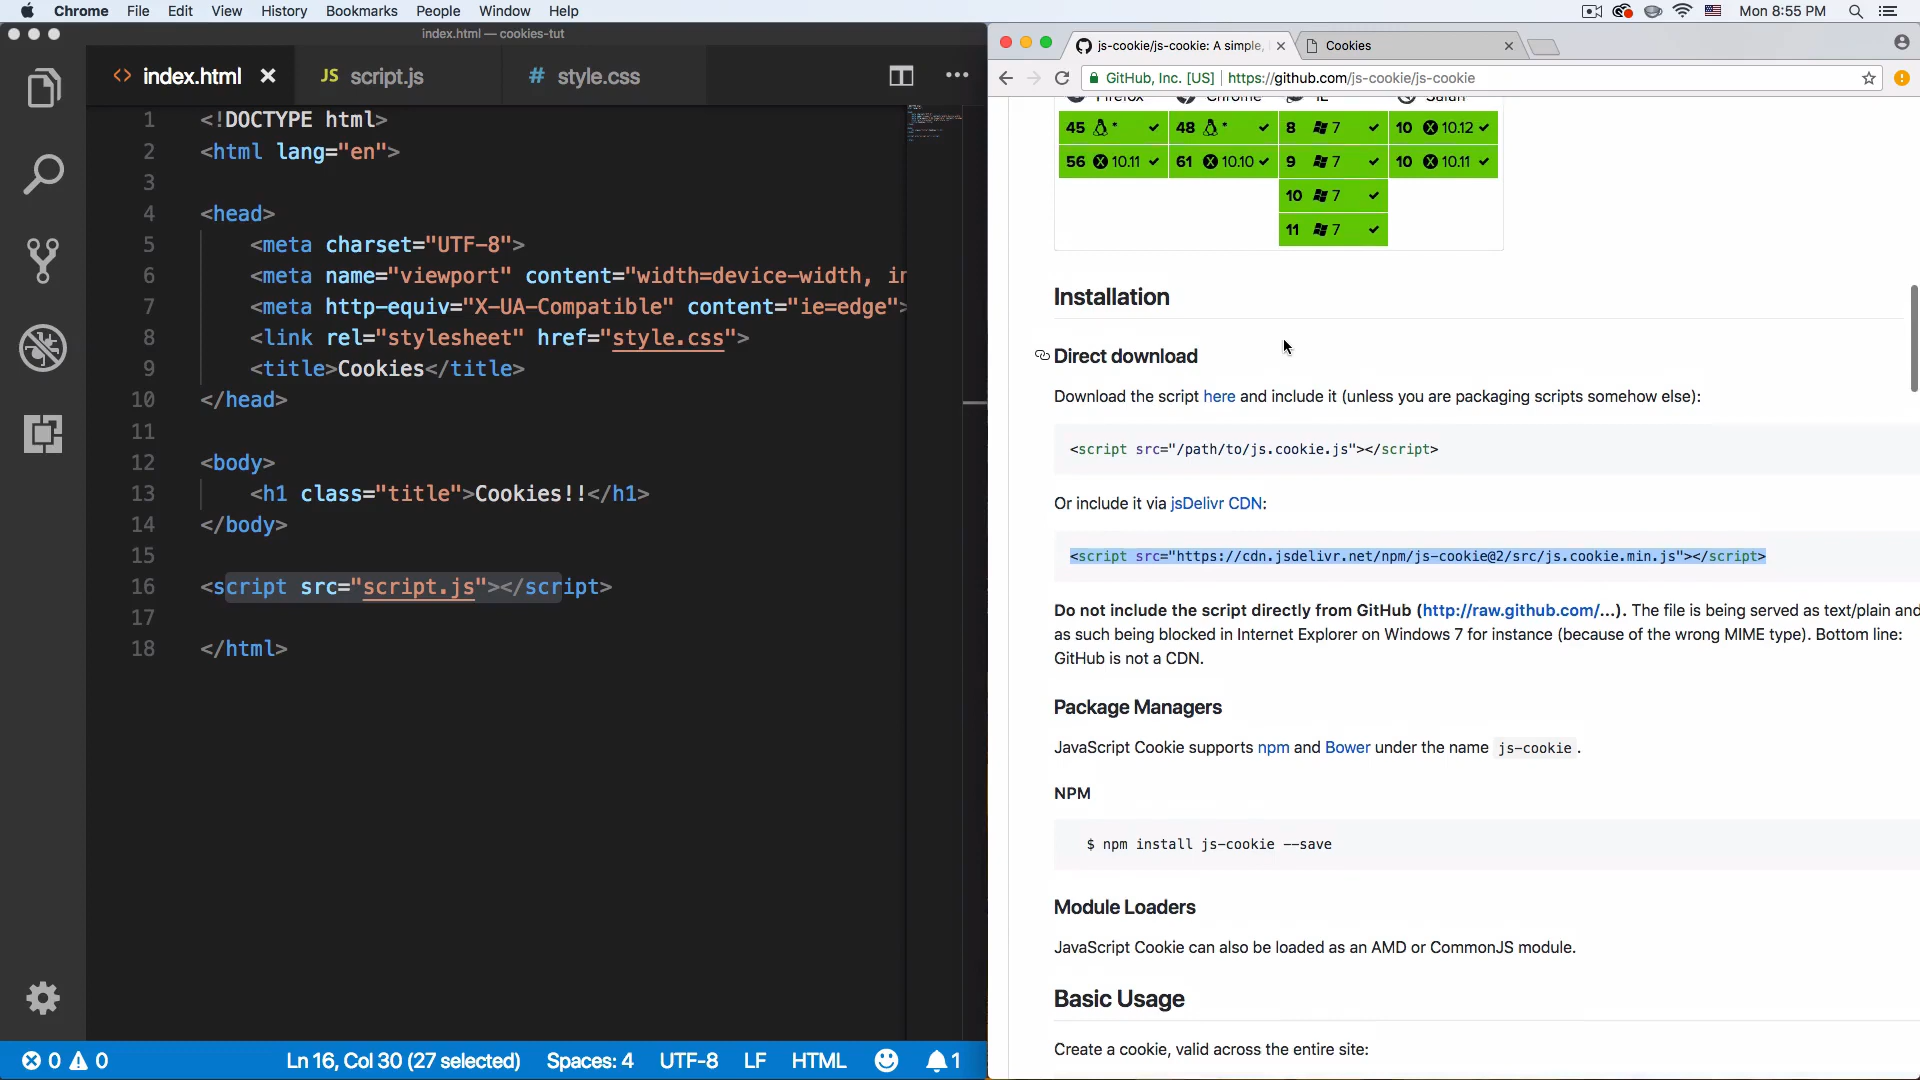 Chrome File Edit View History Bookmarks People Window Help Mon 8:55 PM
index.html — cookies-tut
index.html script.js style.css
JS #
1 <!DOCTYPE html>
2 <html lang="en">
3
4 <head>
5 <meta charset="UTF-8">
6 <meta name="viewport" content="width=device-width, in
7 <meta http-equiv="X-UA-Compatible" content="ie=edge">
8 <link rel="stylesheet" href="style.css">
9 <title>Cookies</title>
10 </head>
11
12 <body>
13 <h1 class="title">Cookies!!</h1>
14 </body>
15
16 <script src="script.js"></script>
17
18 </html>
0 0 Ln 16, Col 30 (27 selected) Spaces: 4 UTF-8 LF HTML 1
js-cookie/js-cookie: A simple, Cookies
GitHub, Inc. [US] https://github.com/js-cookie/js-cookie
Firefox Chrome IE Safari
45 * 48 * 8 7 10 10.12
56 10.11 61 10.10 9 7 10 10.11
10 7
11 7
Installation
Direct download
Download the script here and include it (unless you are packaging scripts somehow else):
<script src="/path/to/js.cookie.js"></script>
Or include it via jsDelivr CDN:
<script src="https://cdn.jsdelivr.net/npm/js-cookie@2/src/js.cookie.min.js"></script>
Do not include the script directly from GitHub (http://raw.github.com/...). The file is being served as text/plain and
as such being blocked in Internet Explorer on Windows 7 for instance (because of the wrong MIME type). Bottom line:
GitHub is not a CDN.
Package Managers
JavaScript Cookie supports npm and Bower under the name js-cookie.
NPM
$ npm install js-cookie --save
Module Loaders
JavaScript Cookie can also be loaded as an AMD or CommonJS module.
Basic Usage
Create a cookie, valid across the entire site: